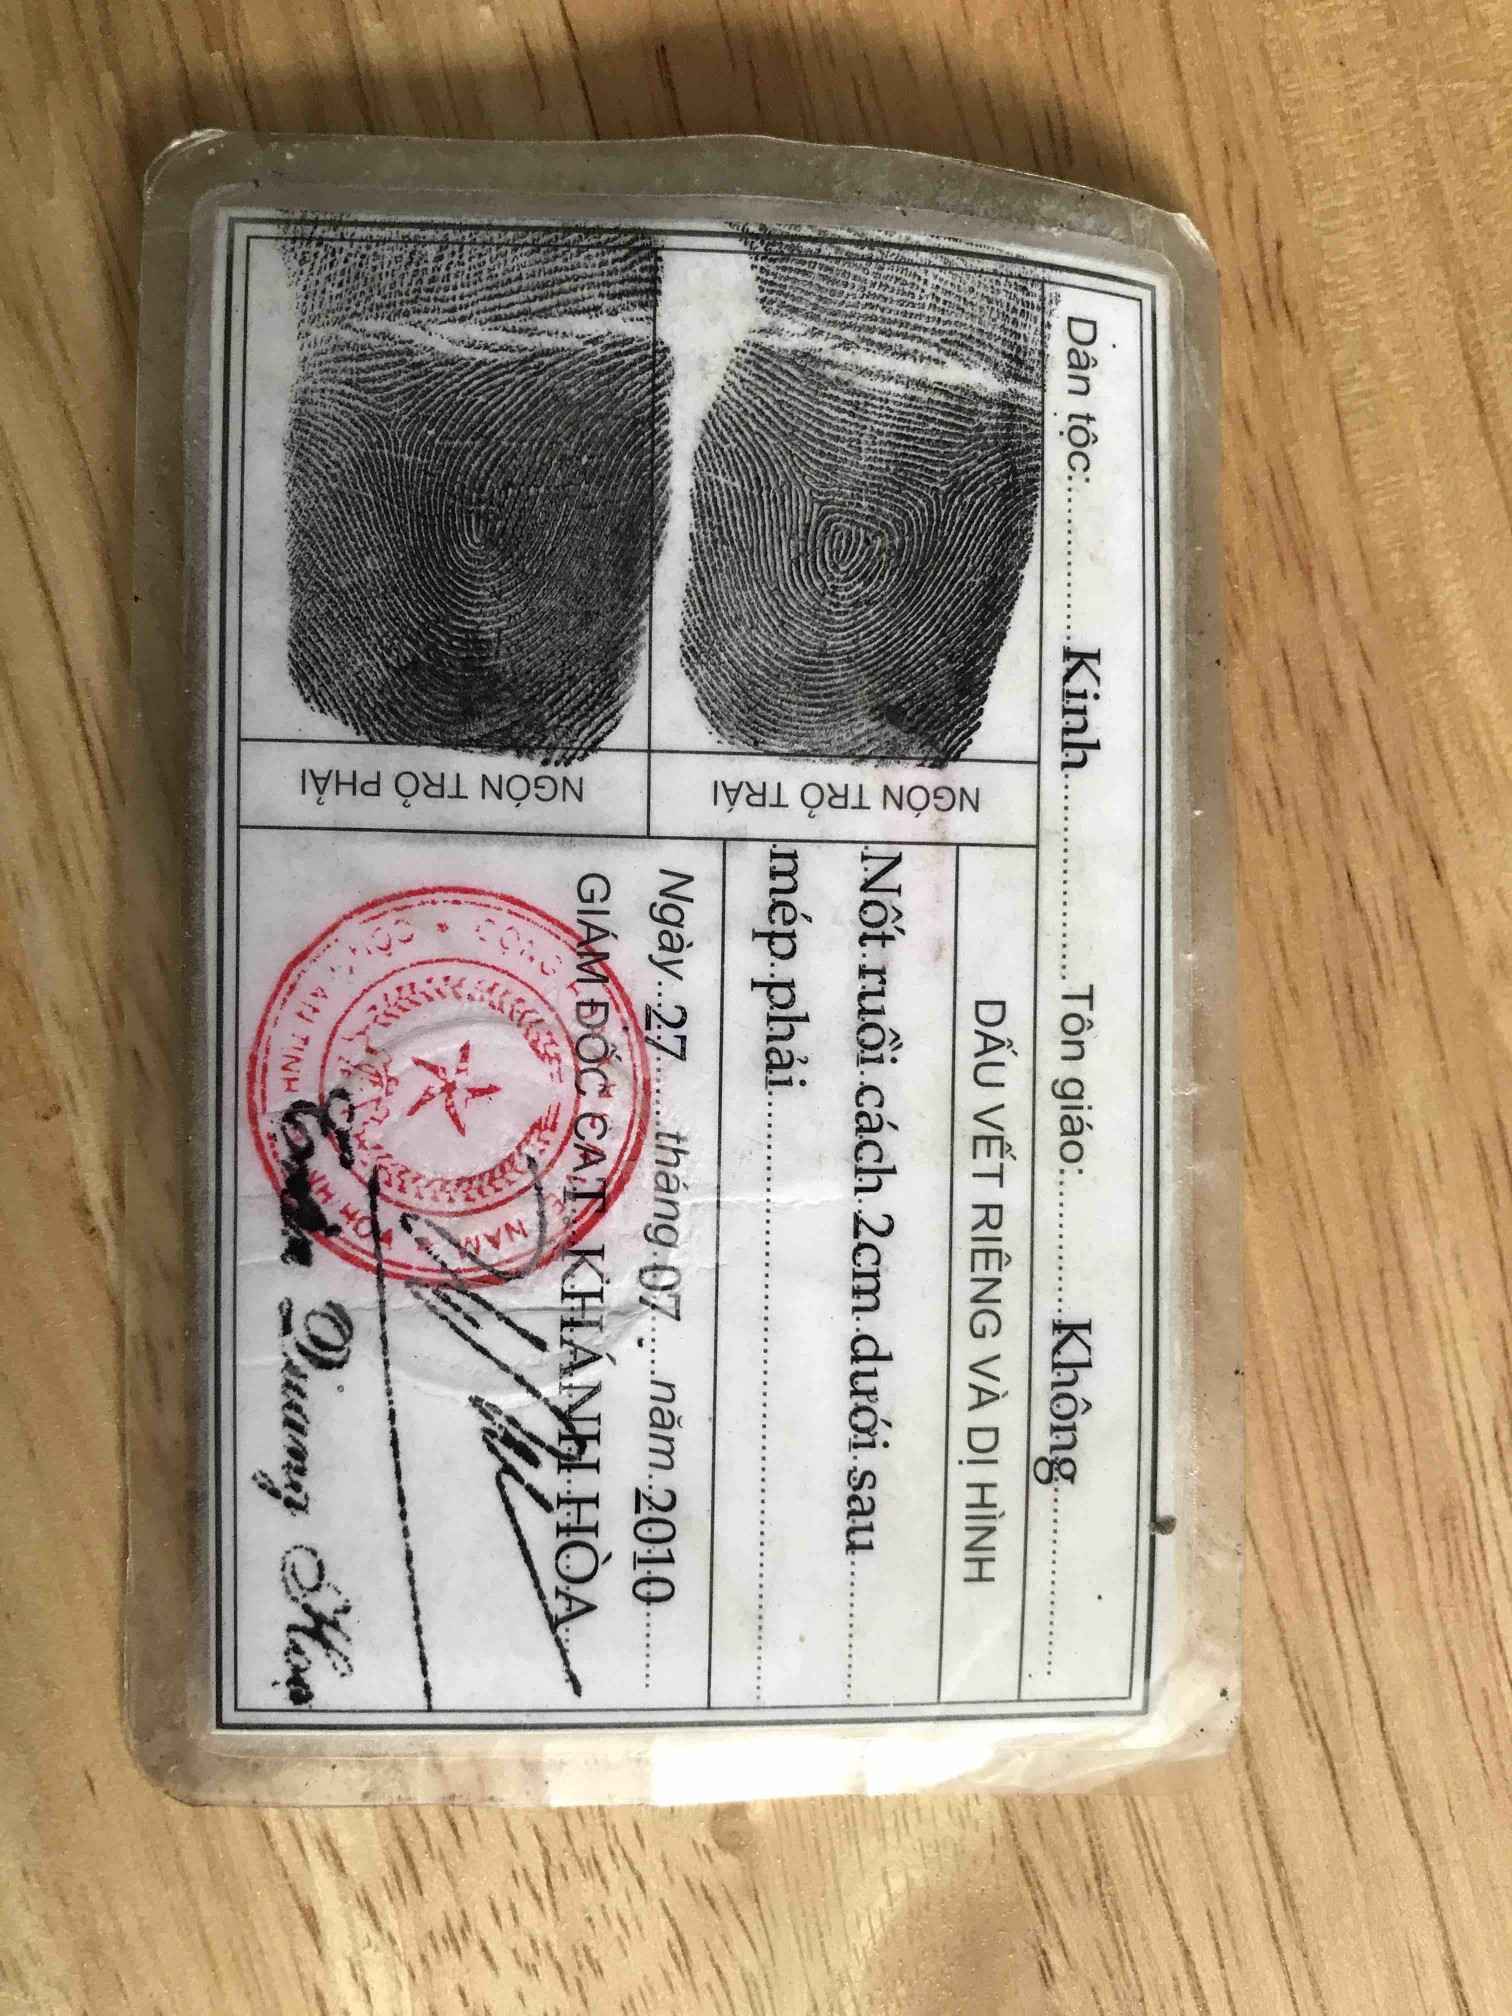 Dân tộc: Kinh Tôn giáo: Không
NGÓN TRỎ TRÁI
NGÓN TRỎ PHẢI
DẤU VẾT RIÊNG VÀ DỊ HÌNH
Nốt ruồi cách 2cm dưới sau
mép phải
Ngày 27 tháng 07 năm 2010
GIÁM ĐỐC CAT KHÁNH HÒA